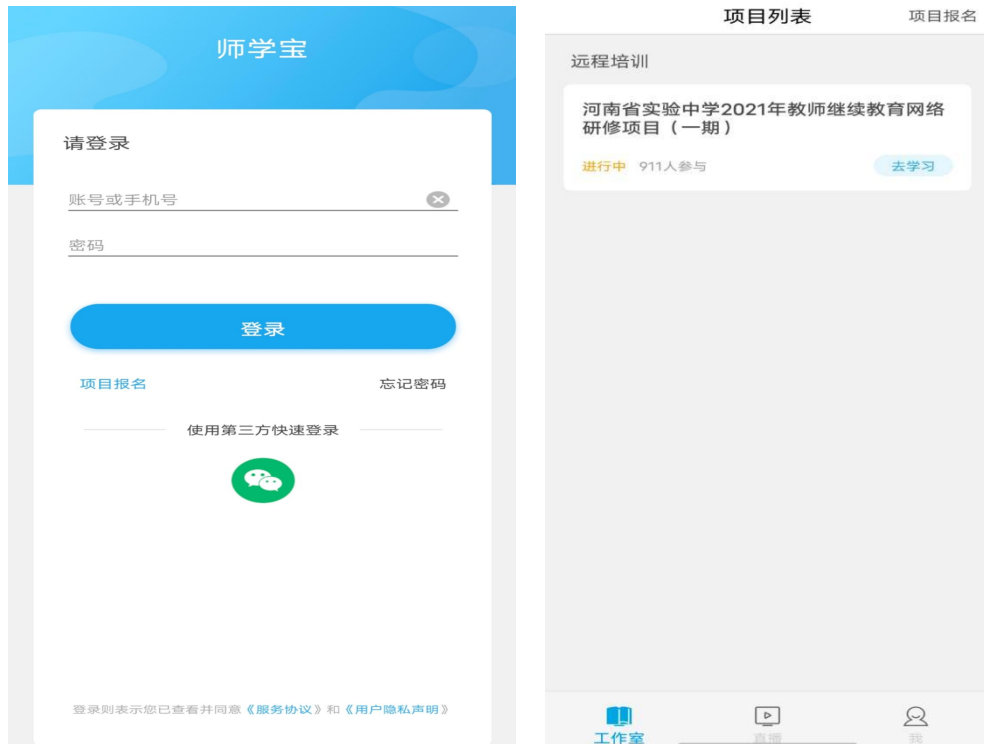 师学宝
请登录
账号或手机号
密码
登录
项目报名
忘记密码
使用第三方快速登录
登录则表示您已查看并同意《服务协议》和《用户隐私声明》
项目列表
项目报名
远程培训
河南省实验中学2021年教师继续教育网络
研修项目（一期）
进行中 911人参与
去学习
工作室
直播
我